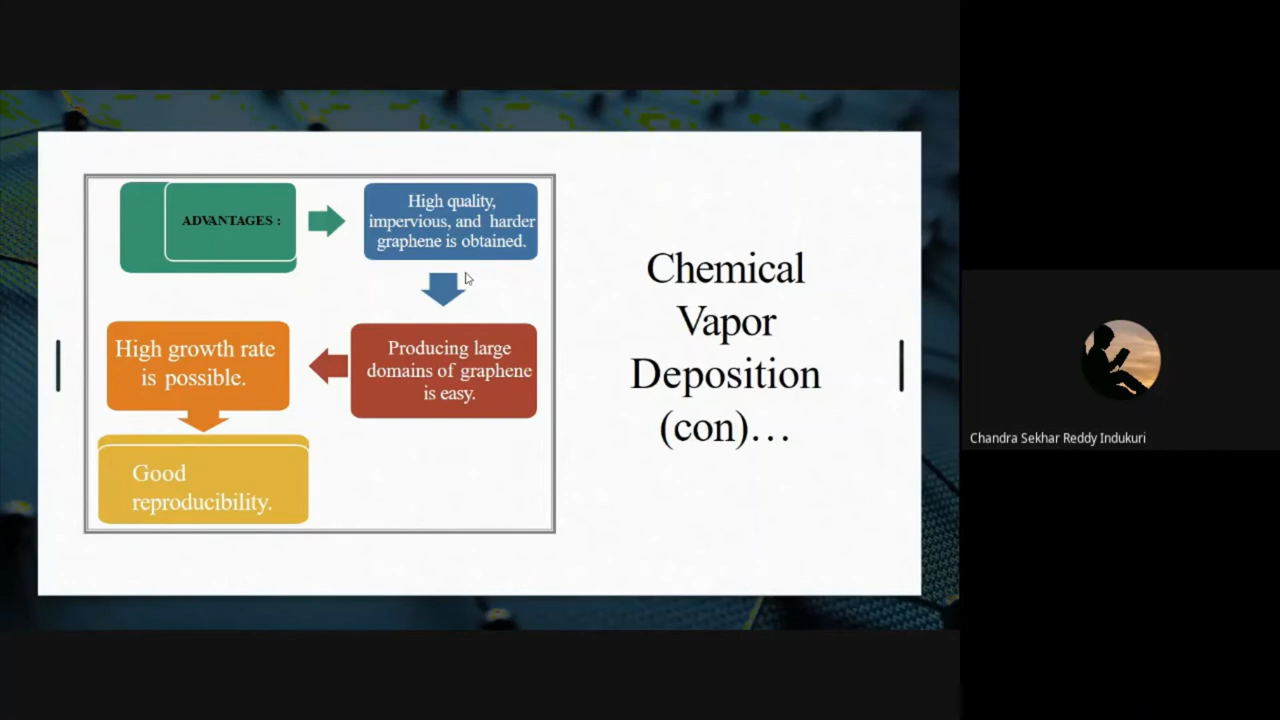 ADVANTAGES :
High quality,
impervious, and harder
graphene is obtained.
Producing large
domains of graphene
is easy.
High growth rate
is possible.
Good
reproducibility.
Chemical
Vapor
Deposition
(con)…
Chandra Sekhar Reddy Indukuri